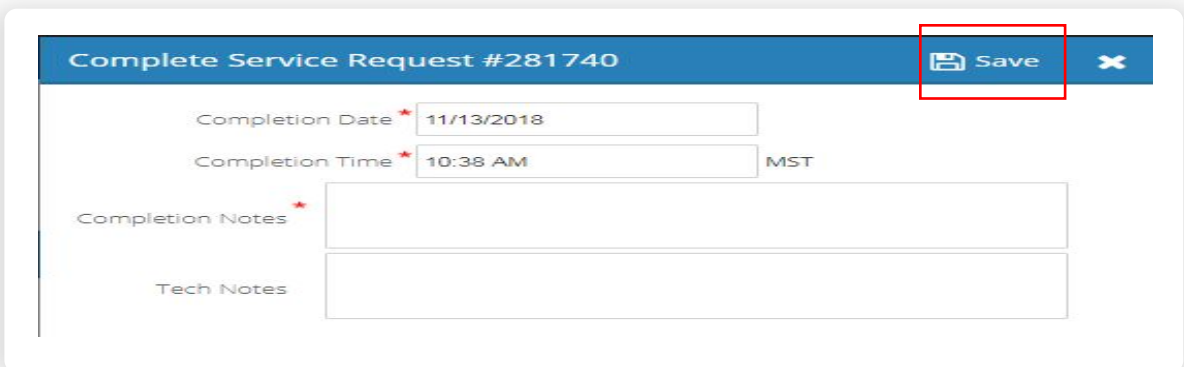 Complete Service Request #281740 Save
Completion Date * 11/13/2018
Completion Time * 10:38 AM MST
Completion Notes *
Tech Notes